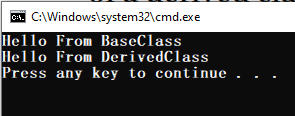 C:\Windows\system32\cmd.exe
Hello From BaseClass
Hello From DerivedClass
Press any key to continue . . .